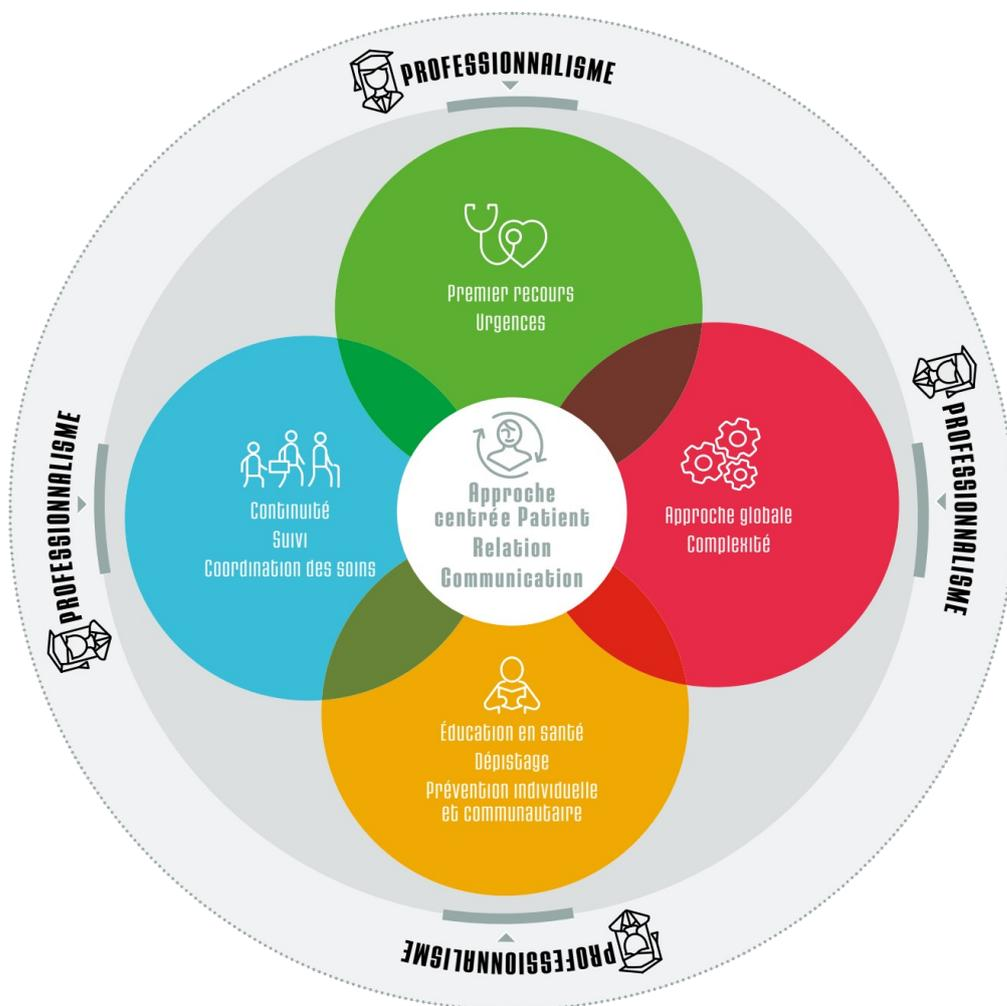 PROFESSIONNALISME
Premier recours
Urgences
PROFESSIONNALISME
Continuité
Suivi
Coordination des soins
Approche
centrée Patient
Relation
Communication
Approche globale
Complexité
PROFESSIONNALISME
Éducation en santé
Dépistage
Prévention individuelle
et communautaire
PROFESSIONNALISME